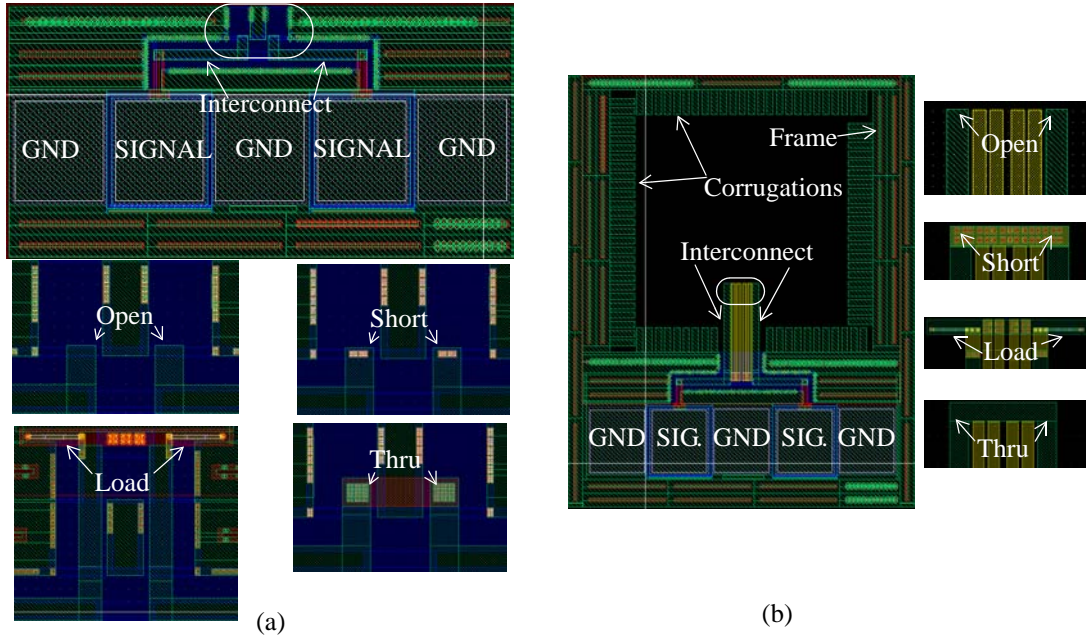 Interconnect
GND SIGNAL GND SIGNAL GND
Open
Short
Load
Thru
(a)
Frame
Corrugations
Interconnect
GND SIG. GND SIG. GND
Open
Short
Load
Thru
(b)